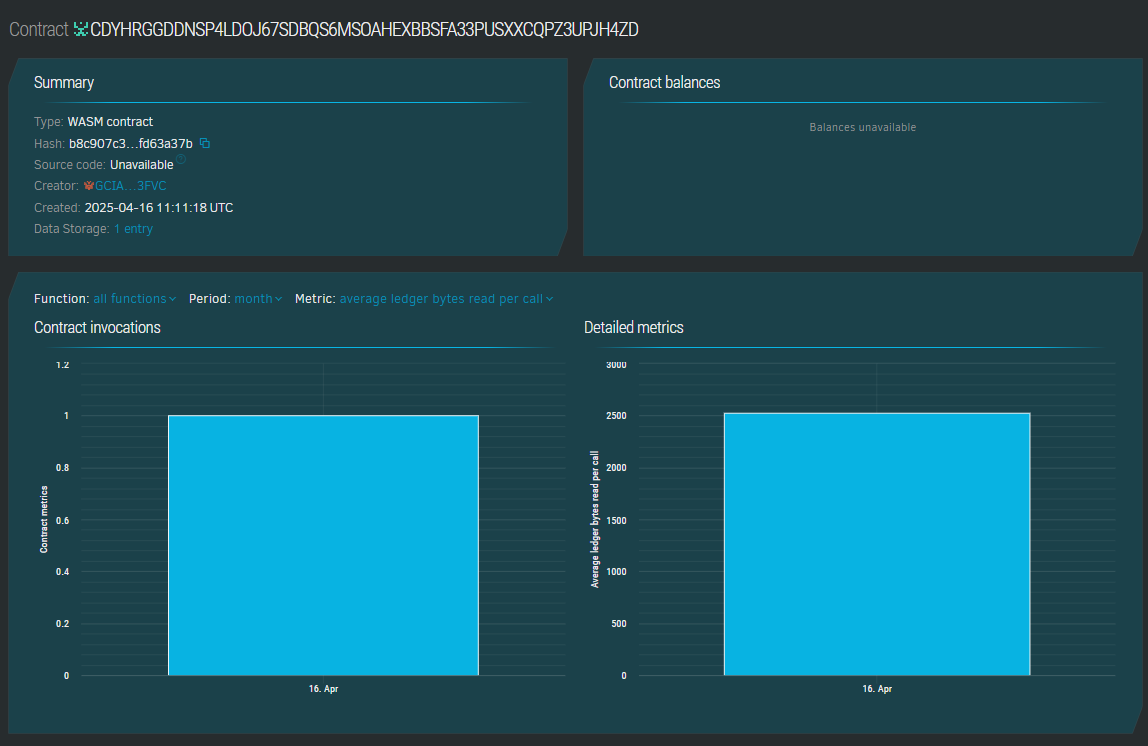 Contract CDYHRGGDDNSP4LDOJ67SDBQS6MSOAHEXBBSFA33PUSXXCQPZ3UPJH4ZD
Summary
Type: WASM contract
Hash: b8c907c3...fd63a37b
Source code: Unavailable
Creator: GCIA...3FVC
Created: 2025-04-16 11:11:18 UTC
Data Storage: 1 entry
Contract balances
Balances unavailable
Function: all functions Period: month Metric: average ledger bytes read per call
Contract invocations
1.2
1
0.8
0.6
0.4
0.2
0
Contract metrics
16. Apr
Detailed metrics
3000
2500
2000
1500
1000
500
0
Average ledger bytes read per call
16. Apr